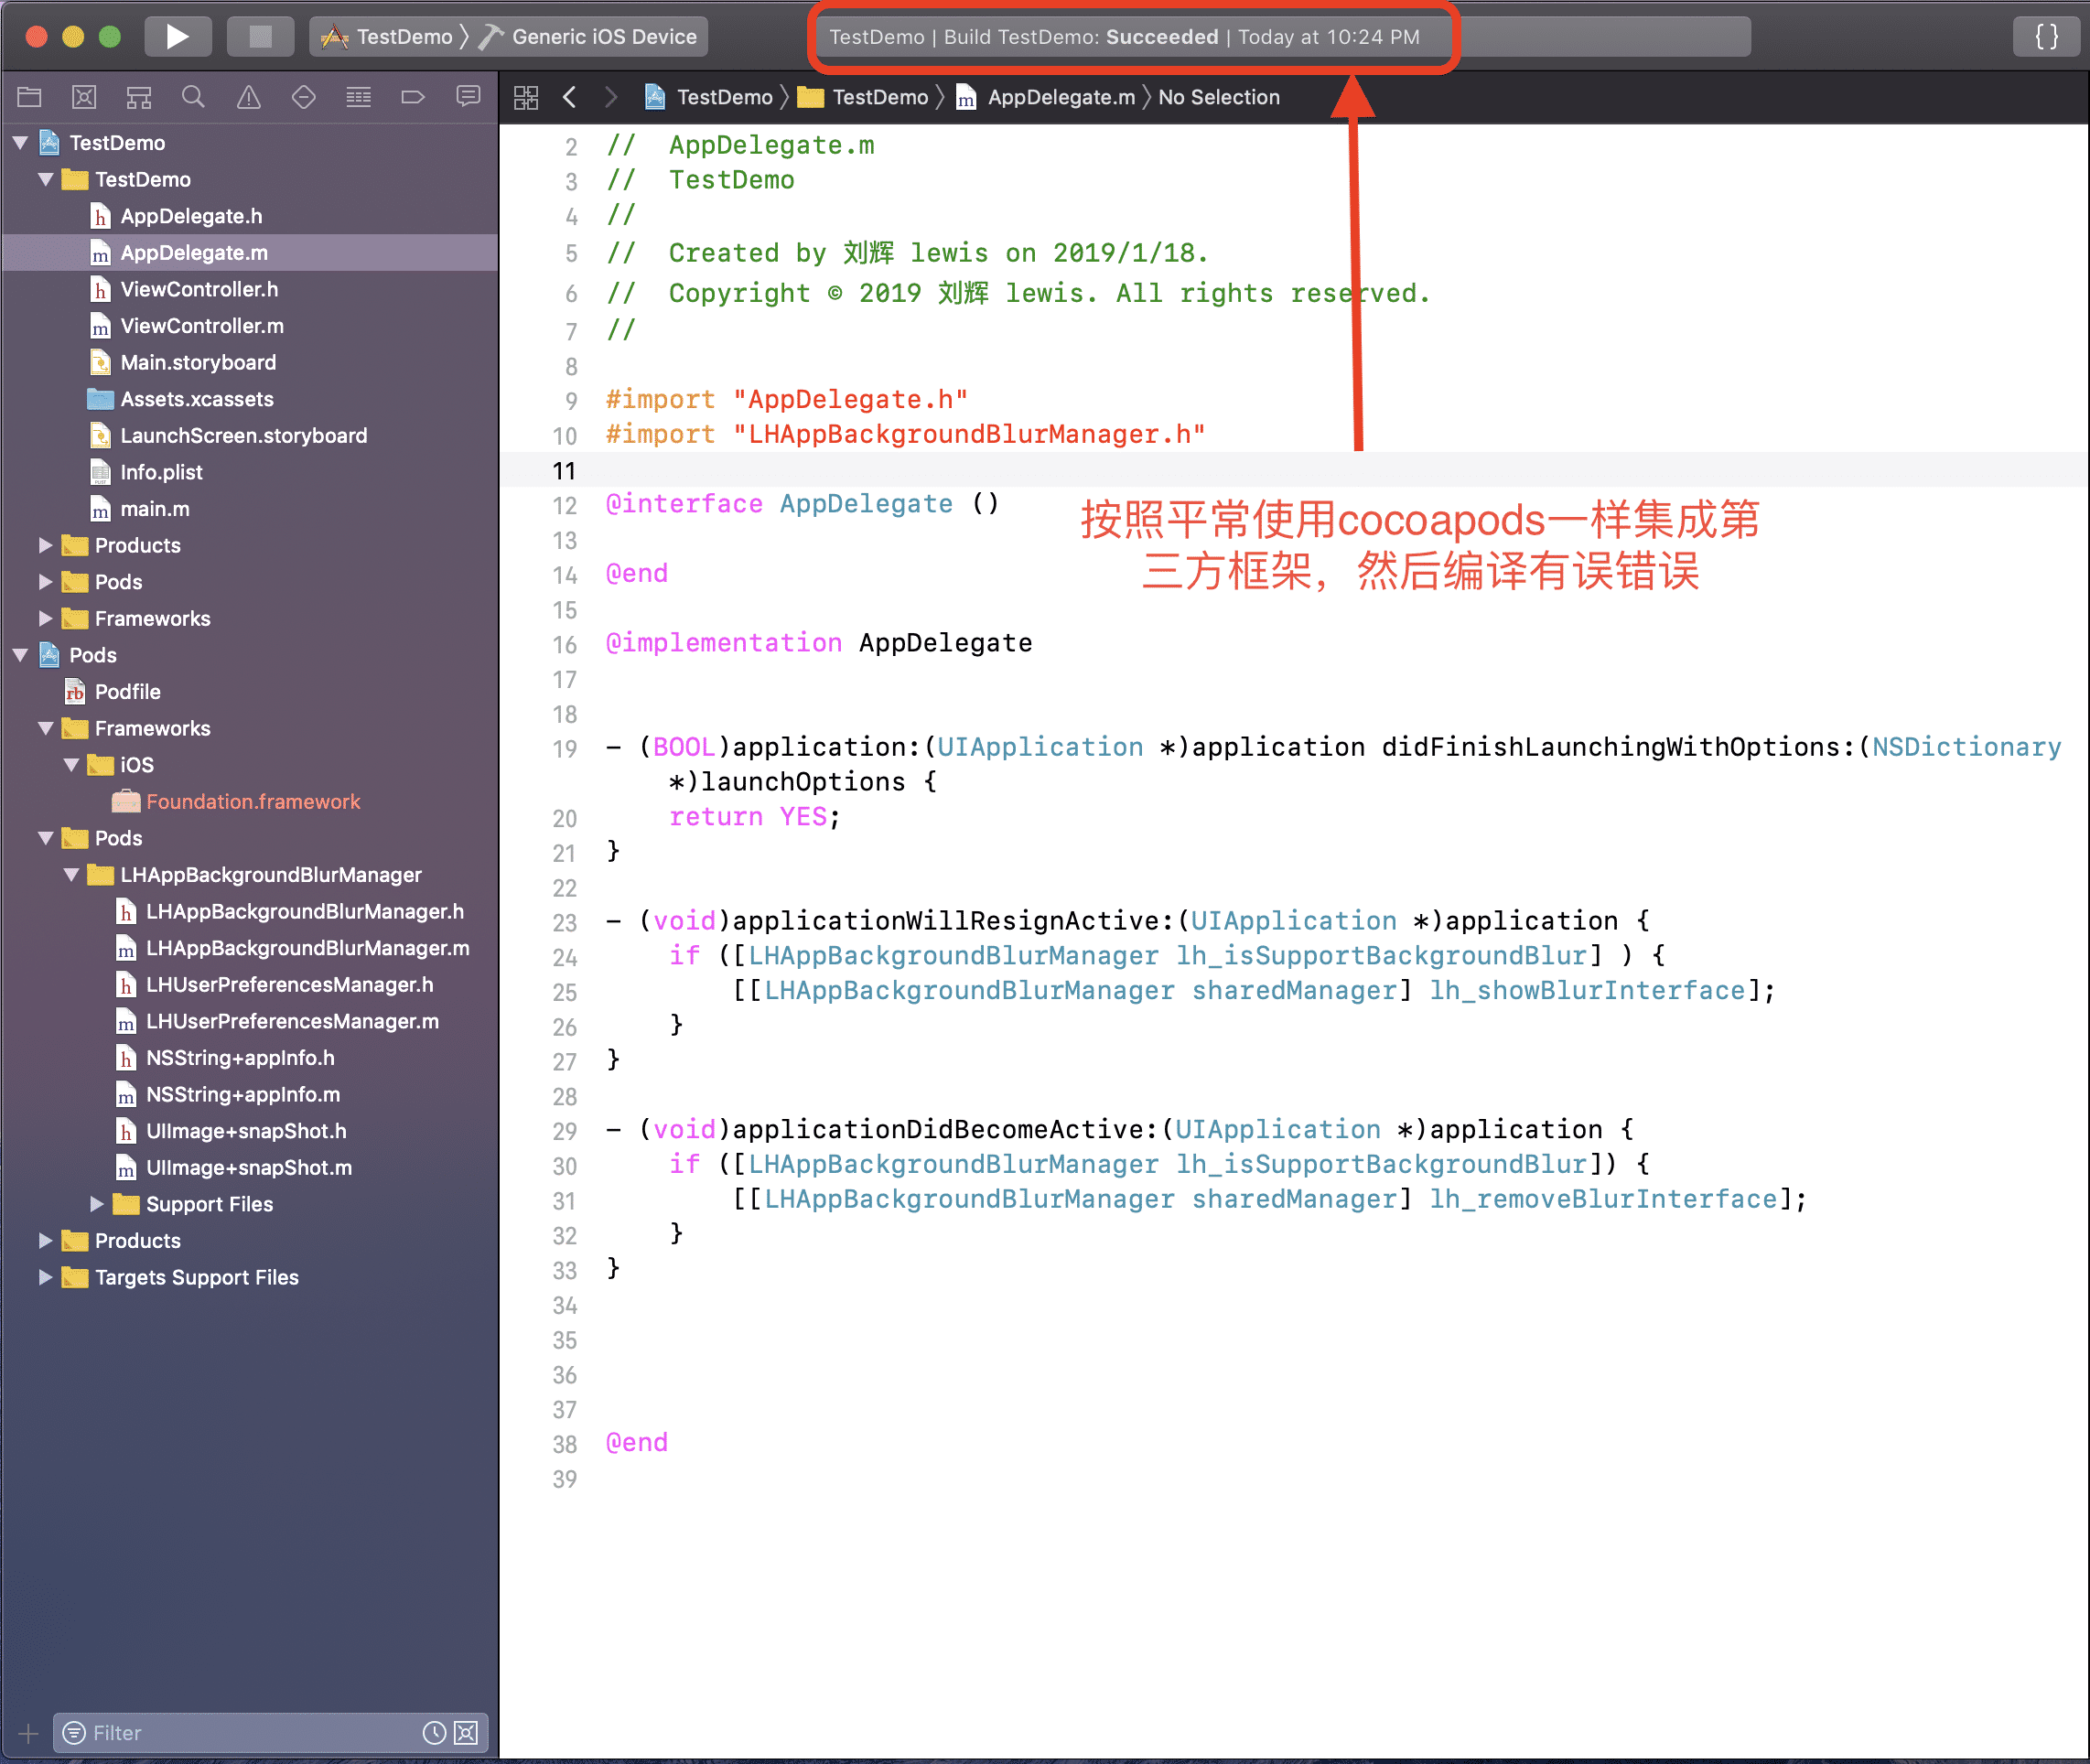 TestDemo 〉 Generic iOS Device
TestDemo | Build TestDemo: Succeeded | Today at 10:24 PM
{ }
TestDemo 〉 TestDemo 〉 AppDelegate.m 〉 No Selection
TestDemo
TestDemo
h AppDelegate.h
m AppDelegate.m
h ViewController.h
m ViewController.m
Main.storyboard
Assets.xcassets
LaunchScreen.storyboard
Info.plist
m main.m
Products
Pods
Frameworks
Pods
rb Podfile
Frameworks
iOS
Foundation.framework
Pods
LHAppBackgroundBlurManager
h LHAppBackgroundBlurManager.h
m LHAppBackgroundBlurManager.m
h LHUserPreferencesManager.h
m LHUserPreferencesManager.m
h NSString+appInfo.h
m NSString+appInfo.m
h UIImage+snapShot.h
m UIImage+snapShot.m
Support Files
Products
Targets Support Files
Filter
2 //  AppDelegate.m
3 //  TestDemo
4 //
5 //  Created by 刘辉 lewis on 2019/1/18.
6 //  Copyright © 2019 刘辉 lewis. All rights reserved.
7 //
8
9 #import "AppDelegate.h"
10 #import "LHAppBackgroundBlurManager.h"
11
12 @interface AppDelegate ()
13
14 @end
15
16 @implementation AppDelegate
17
18
19 - (BOOL)application:(UIApplication *)application didFinishLaunchingWithOptions:(NSDictionary
*)launchOptions {
20     return YES;
21 }
22
23 - (void)applicationWillResignActive:(UIApplication *)application {
24     if ([LHAppBackgroundBlurManager lh_isSupportBackgroundBlur] ) {
25         [[LHAppBackgroundBlurManager sharedManager] lh_showBlurInterface];
26     }
27 }
28
29 - (void)applicationDidBecomeActive:(UIApplication *)application {
30     if ([LHAppBackgroundBlurManager lh_isSupportBackgroundBlur]) {
31         [[LHAppBackgroundBlurManager sharedManager] lh_removeBlurInterface];
32     }
33 }
34
35
36
37
38 @end
39
按照平常使用cocoapods一样集成第
三方框架，然后编译有误错误